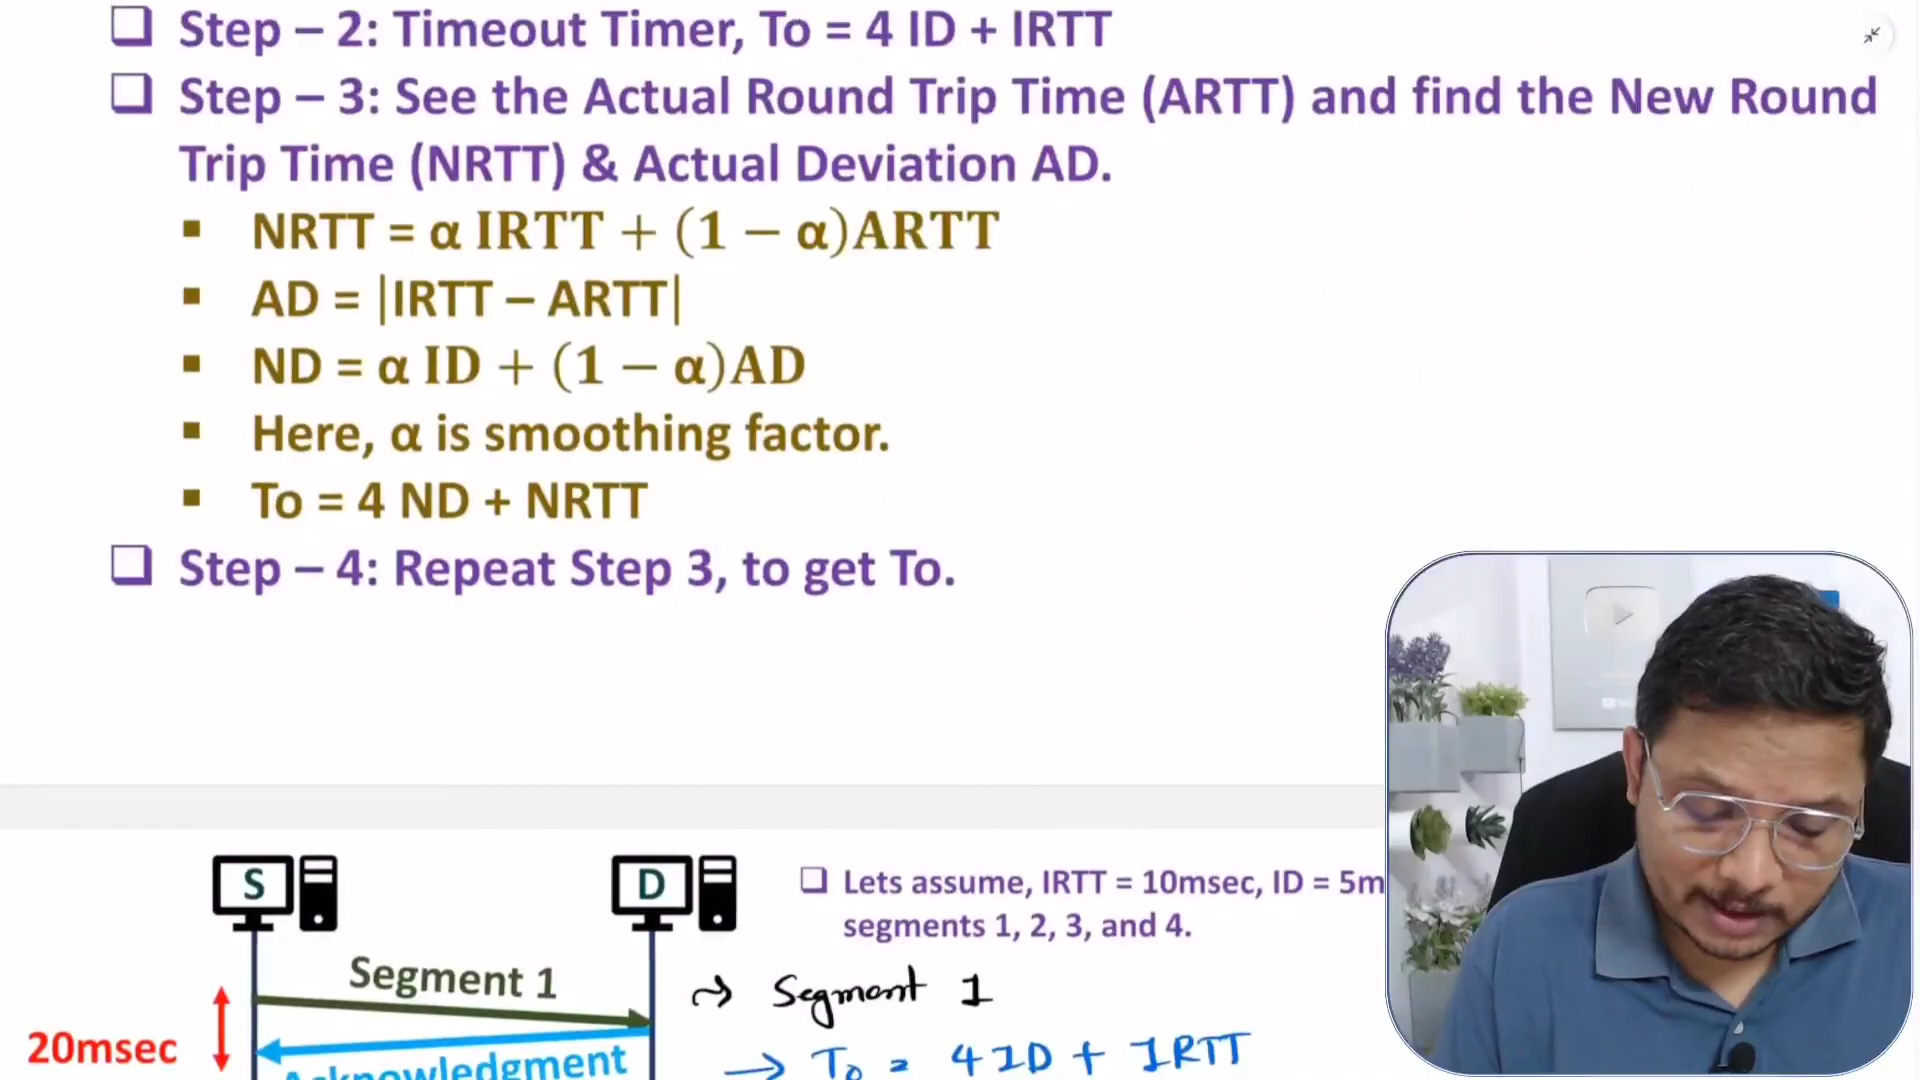 Step – 2: Timeout Timer, To = 4 ID + IRTT
Step – 3: See the Actual Round Trip Time (ARTT) and find the New Round
Trip Time (NRTT) & Actual Deviation AD.
NRTT = α IRTT + (1 − α)ARTT
AD = |IRTT – ARTT|
ND = α ID + (1 − α)AD
Here, α is smoothing factor.
To = 4 ND + NRTT
Step – 4: Repeat Step 3, to get To.
S
D
Lets assume, IRTT = 10msec, ID = 5m
segments 1, 2, 3, and 4.
Segment 1
→ Segment 1
20msec
Acknowledgment
→ To = 4ID + IRTT